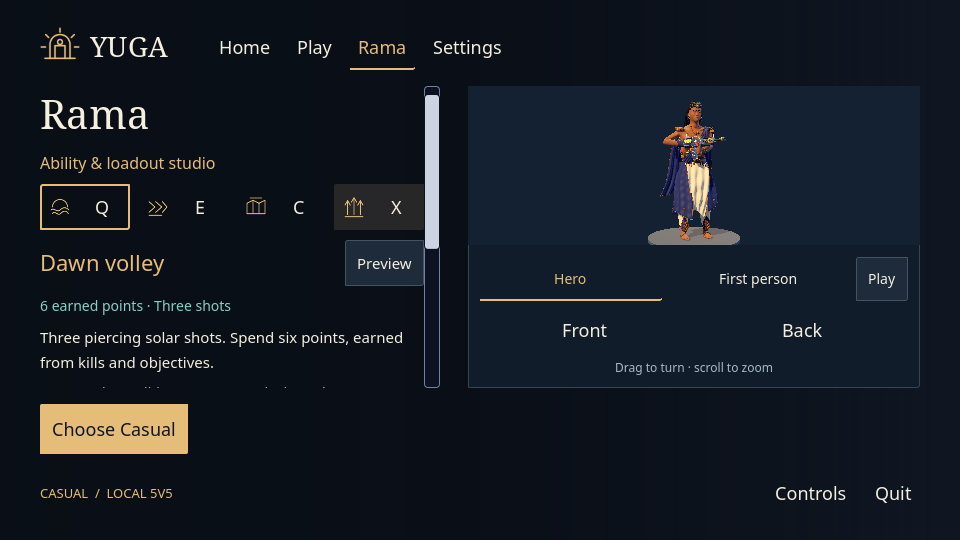 YUGA
Home Play Rama Settings
Rama
Ability & loadout studio
Q E C X
Dawn volley
Preview
6 earned points · Three shots
Three piercing solar shots. Spend six points, earned
from kills and objectives.
Hero First person Play
Front Back
Drag to turn · scroll to zoom
Choose Casual
CASUAL / LOCAL 5V5
Controls Quit